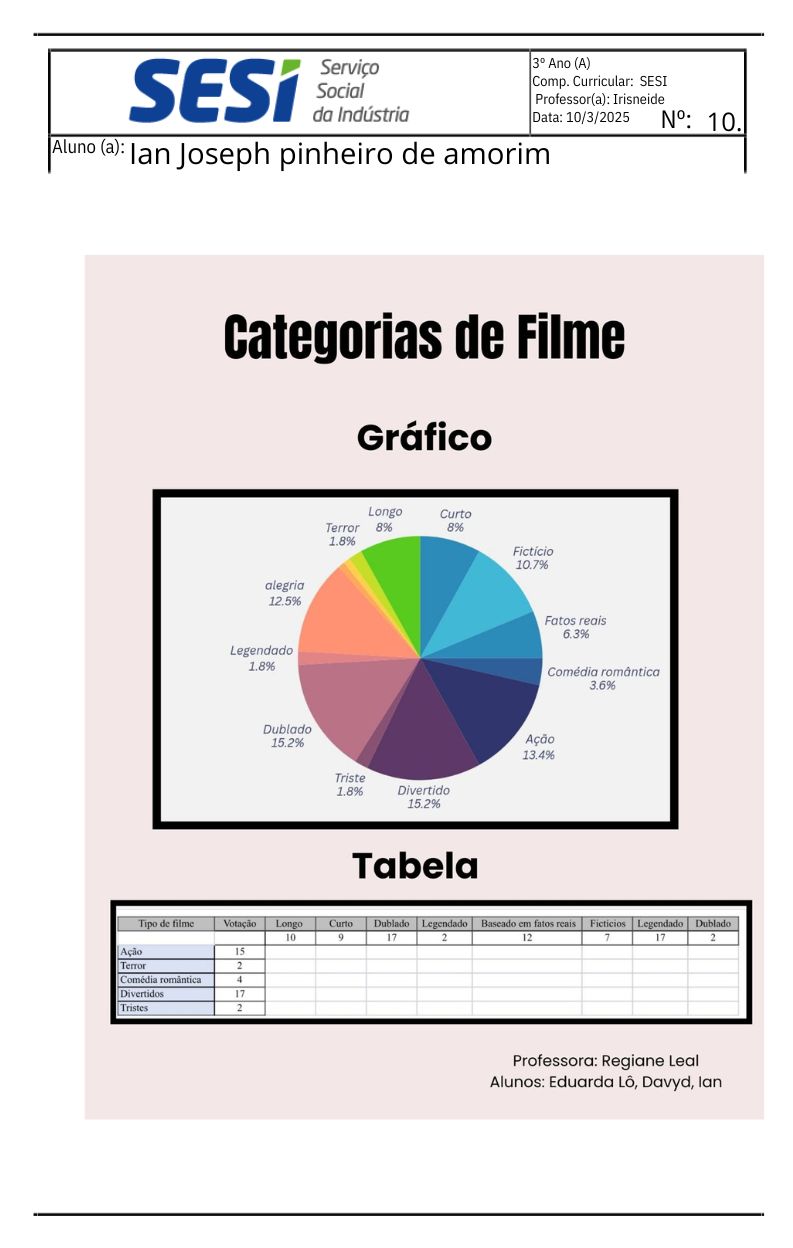 SESI
Serviço
Social
da Indústria
3º Ano (A)
Comp. Curricular: SESI
Professor(a): Irisneide
Data: 10/3/2025 Nº: 10.
Aluno (a): Ian Joseph pinheiro de amorim
Categorias de Filme
Gráfico
Longo
8%
Curto
8%
Terror
1.8%
Fictício
10.7%
alegria
12.5%
Fatos reais
6.3%
Legendado
1.8%
Comédia romântica
3.6%
Dublado
15.2%
Ação
13.4%
Triste
1.8%
Divertido
15.2%
Tabela
Tipo de filme Votação Longo Curto Dublado Legendado Baseado em fatos reais Ficticios Legendado Dublado
10 9 17 2 12 7 17 2
Ação 15
Terror 2
Comédia romântica 4
Divertidos 17
Tristes 2
Professora: Regiane Leal
Alunos: Eduarda Lô, Davyd, Ian